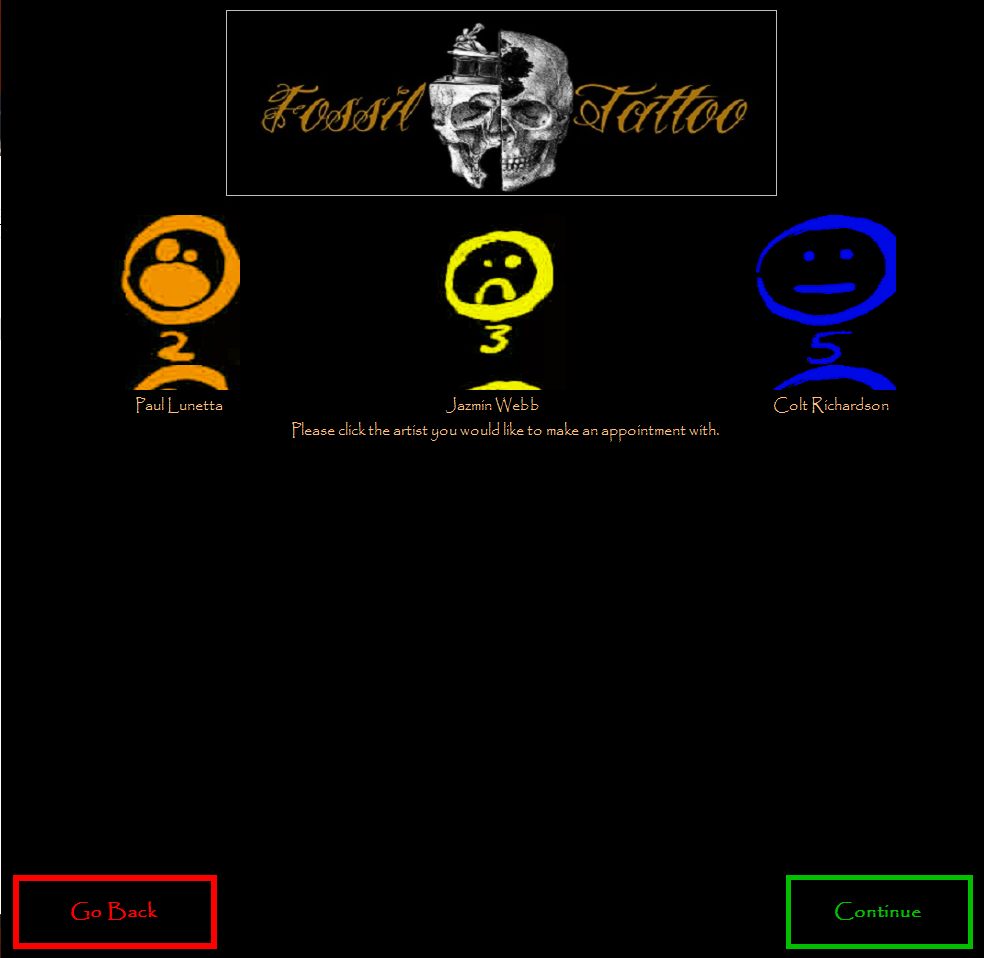 Fossil Tattoo
2 3 5
Paul Lunetta Jazmin Webb Colt Richardson
Please click the artist you would like to make an appointment with.
Go Back Continue